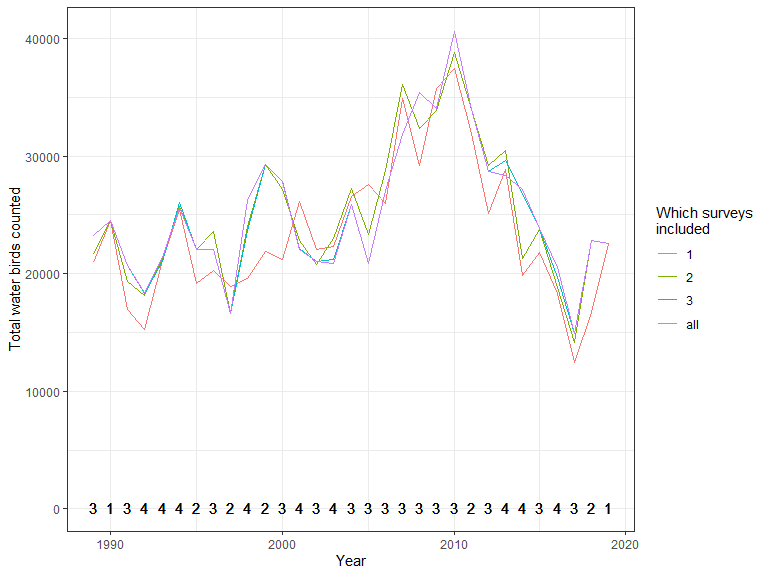 40000
30000
20000
10000
0
Total water birds counted
3 1 3 4 4 4 2 3 2 4 2 3 4 3 4 3 3 3 3 3 3 3 2 3 4 4 3 4 3 2 1
1990 2000 2010 2020
Year
Which surveys
included
1
2
3
all